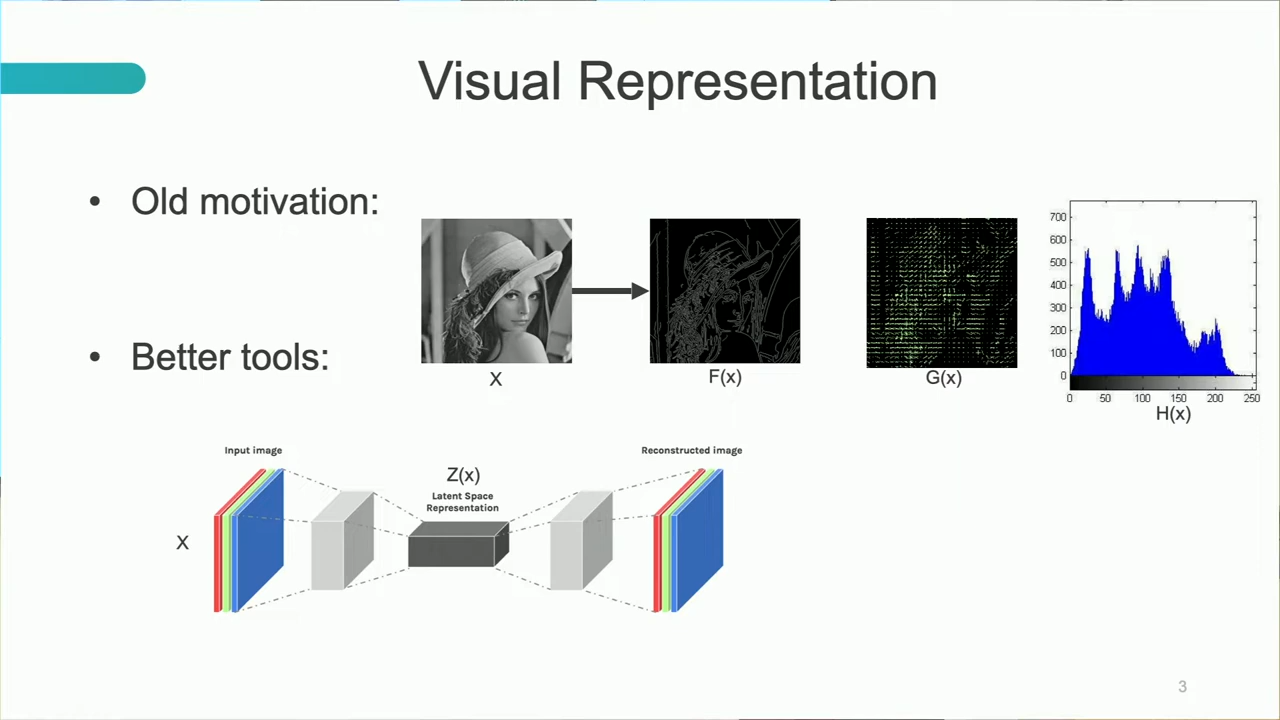 Visual Representation
• Old motivation:
X
F(x)
G(x)
700
600
500
400
300
200
100
0
0 50 100 150 200 250
H(x)
• Better tools:
Input image
Z(x)
Latent Space
Representation
Reconstructed image
X
3